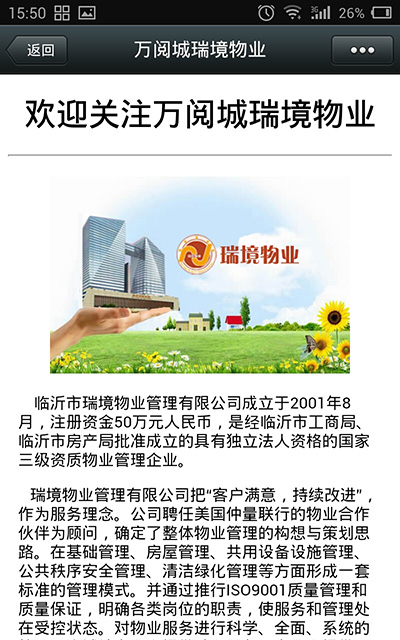 15:50
3G
26%
返回
万阅城瑞境物业
欢迎关注万阅城瑞境物业
瑞境物业
临沂市瑞境物业管理有限公司成立于2001年8
月，注册资金50万元人民币，是经临沂市工商局、
临沂市房产局批准成立的具有独立法人资格的国家
三级资质物业管理企业。
瑞境物业管理有限公司把“客户满意，持续改进”，
作为服务理念。公司聘任美国仲量联行的物业合作
伙伴为顾问，确定了整体物业管理的构想与策划思
路。在基础管理、房屋管理、共用设备设施管理、
公共秩序安全管理、清洁绿化管理等方面形成一套
标准的管理模式。并通过推行ISO9001质量管理和
质量保证，明确各类岗位的职责，使服务和管理处
在受控状态。对物业服务进行科学、全面、系统的